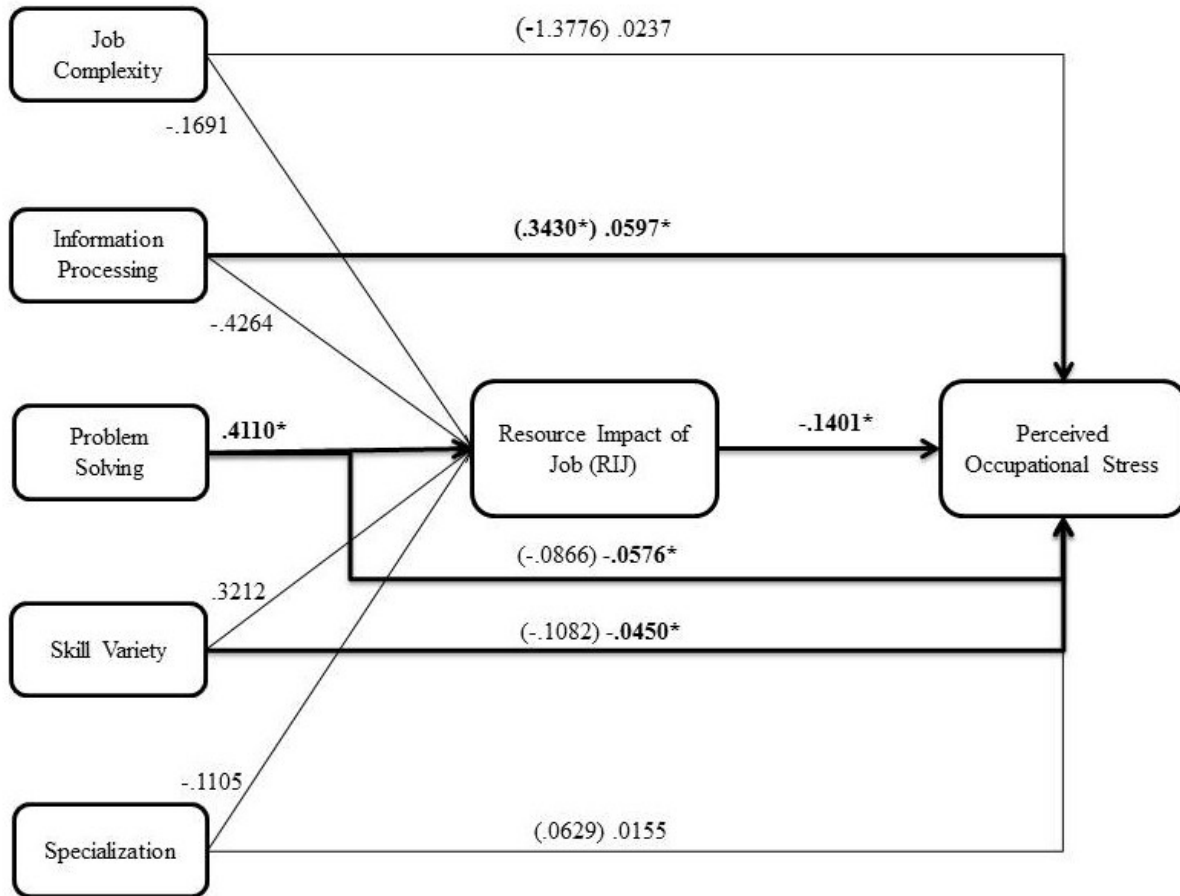 Job
Complexity
(-1.3776) .0237
-.1691
Information
Processing
(.3430*) .0597*
-.4264
Problem
Solving
.4110*
Resource Impact of
Job (RIJ)
-.1401*
Perceived
Occupational Stress
(-.0866) -.0576*
.3212
Skill Variety
(-.1082) -.0450*
-.1105
Specialization
(.0629) .0155